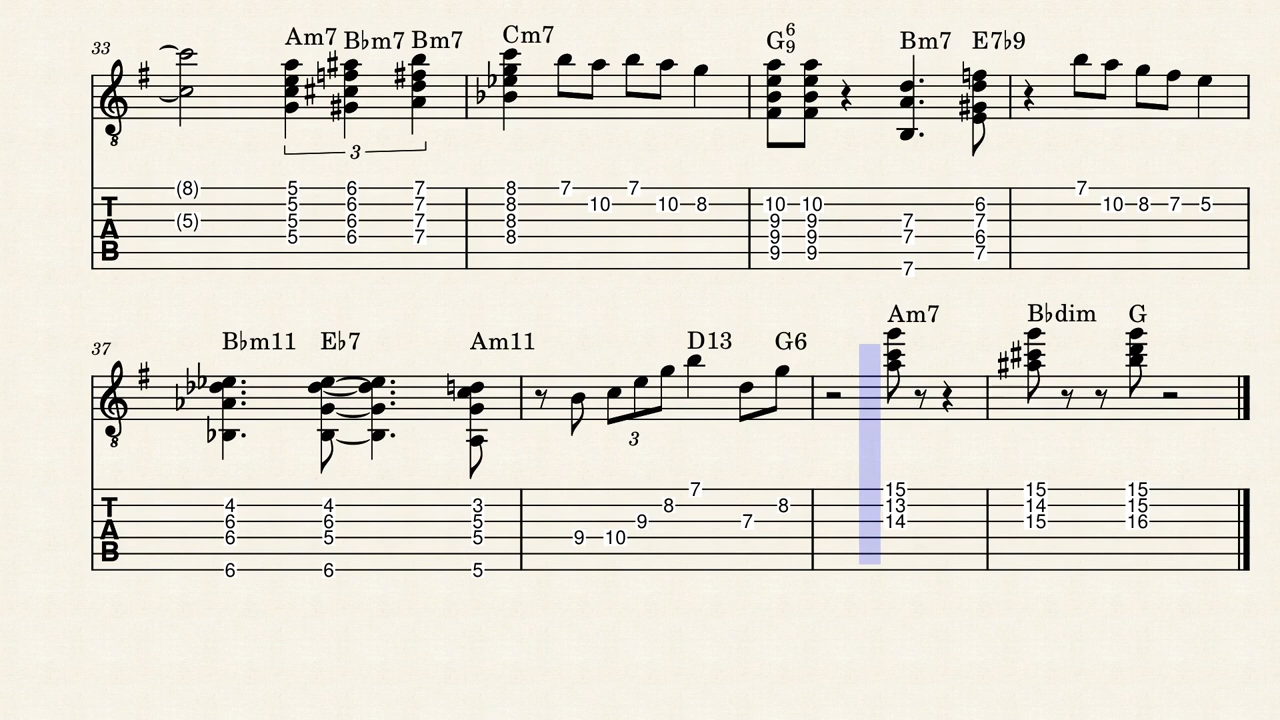 33 Am7 B♭m7 Bm7 Cm7 G6/9 Bm7 E7♭9
8
3
(8) 5 6 7 8 7 7 7
5 6 7 8 10 10 8 10 10 6 10 8 7 5
(5) 5 6 7 8 9 9 7 7
5 6 7 8 9 9 7 6
9 9 7
7
TAB
37 B♭m11 E♭7 Am11 D13 G6 Am7 B♭dim G
8
3
7 15 15 15
4 4 3 8 8 13 14 15
6 6 5 9 7 14 15 16
6 5 5 9 10
6 6 5
TAB